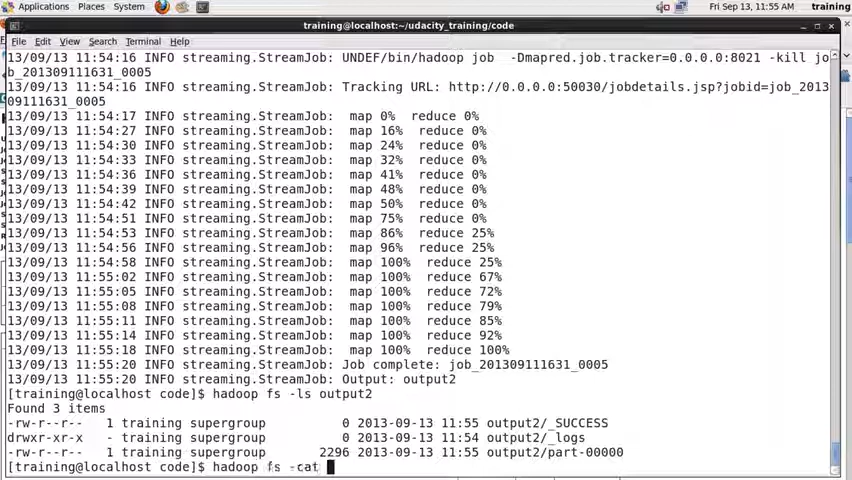 Applications Places System
Fri Sep 13, 11:55 AM training
training@localhost:~/udacity_training/code
File Edit View Search Terminal Help
13/09/13 11:54:16 INFO streaming.StreamJob: UNDEF/bin/hadoop job  -Dmapred.job.tracker=0.0.0.0:8021 -kill jo
b_201309111631_0005
13/09/13 11:54:16 INFO streaming.StreamJob: Tracking URL: http://0.0.0.0:50030/jobdetails.jsp?jobid=job_2013
09111631_0005
13/09/13 11:54:17 INFO streaming.StreamJob:  map 0%  reduce 0%
13/09/13 11:54:27 INFO streaming.StreamJob:  map 16%  reduce 0%
13/09/13 11:54:30 INFO streaming.StreamJob:  map 24%  reduce 0%
13/09/13 11:54:33 INFO streaming.StreamJob:  map 32%  reduce 0%
13/09/13 11:54:36 INFO streaming.StreamJob:  map 41%  reduce 0%
13/09/13 11:54:39 INFO streaming.StreamJob:  map 48%  reduce 0%
13/09/13 11:54:42 INFO streaming.StreamJob:  map 50%  reduce 0%
13/09/13 11:54:51 INFO streaming.StreamJob:  map 75%  reduce 0%
13/09/13 11:54:53 INFO streaming.StreamJob:  map 86%  reduce 25%
13/09/13 11:54:56 INFO streaming.StreamJob:  map 96%  reduce 25%
13/09/13 11:54:58 INFO streaming.StreamJob:  map 100%  reduce 25%
13/09/13 11:55:02 INFO streaming.StreamJob:  map 100%  reduce 67%
13/09/13 11:55:05 INFO streaming.StreamJob:  map 100%  reduce 72%
13/09/13 11:55:08 INFO streaming.StreamJob:  map 100%  reduce 79%
13/09/13 11:55:11 INFO streaming.StreamJob:  map 100%  reduce 85%
13/09/13 11:55:14 INFO streaming.StreamJob:  map 100%  reduce 92%
13/09/13 11:55:18 INFO streaming.StreamJob:  map 100%  reduce 100%
13/09/13 11:55:20 INFO streaming.StreamJob: Job complete: job_201309111631_0005
13/09/13 11:55:20 INFO streaming.StreamJob: Output: output2
[training@localhost code]$ hadoop fs -ls output2
Found 3 items
-rw-r--r--   1 training supergroup          0 2013-09-13 11:55 output2/_SUCCESS
drwxr-xr-x   - training supergroup          0 2013-09-13 11:54 output2/_logs
-rw-r--r--   1 training supergroup       2296 2013-09-13 11:55 output2/part-00000
[training@localhost code]$ hadoop fs -cat